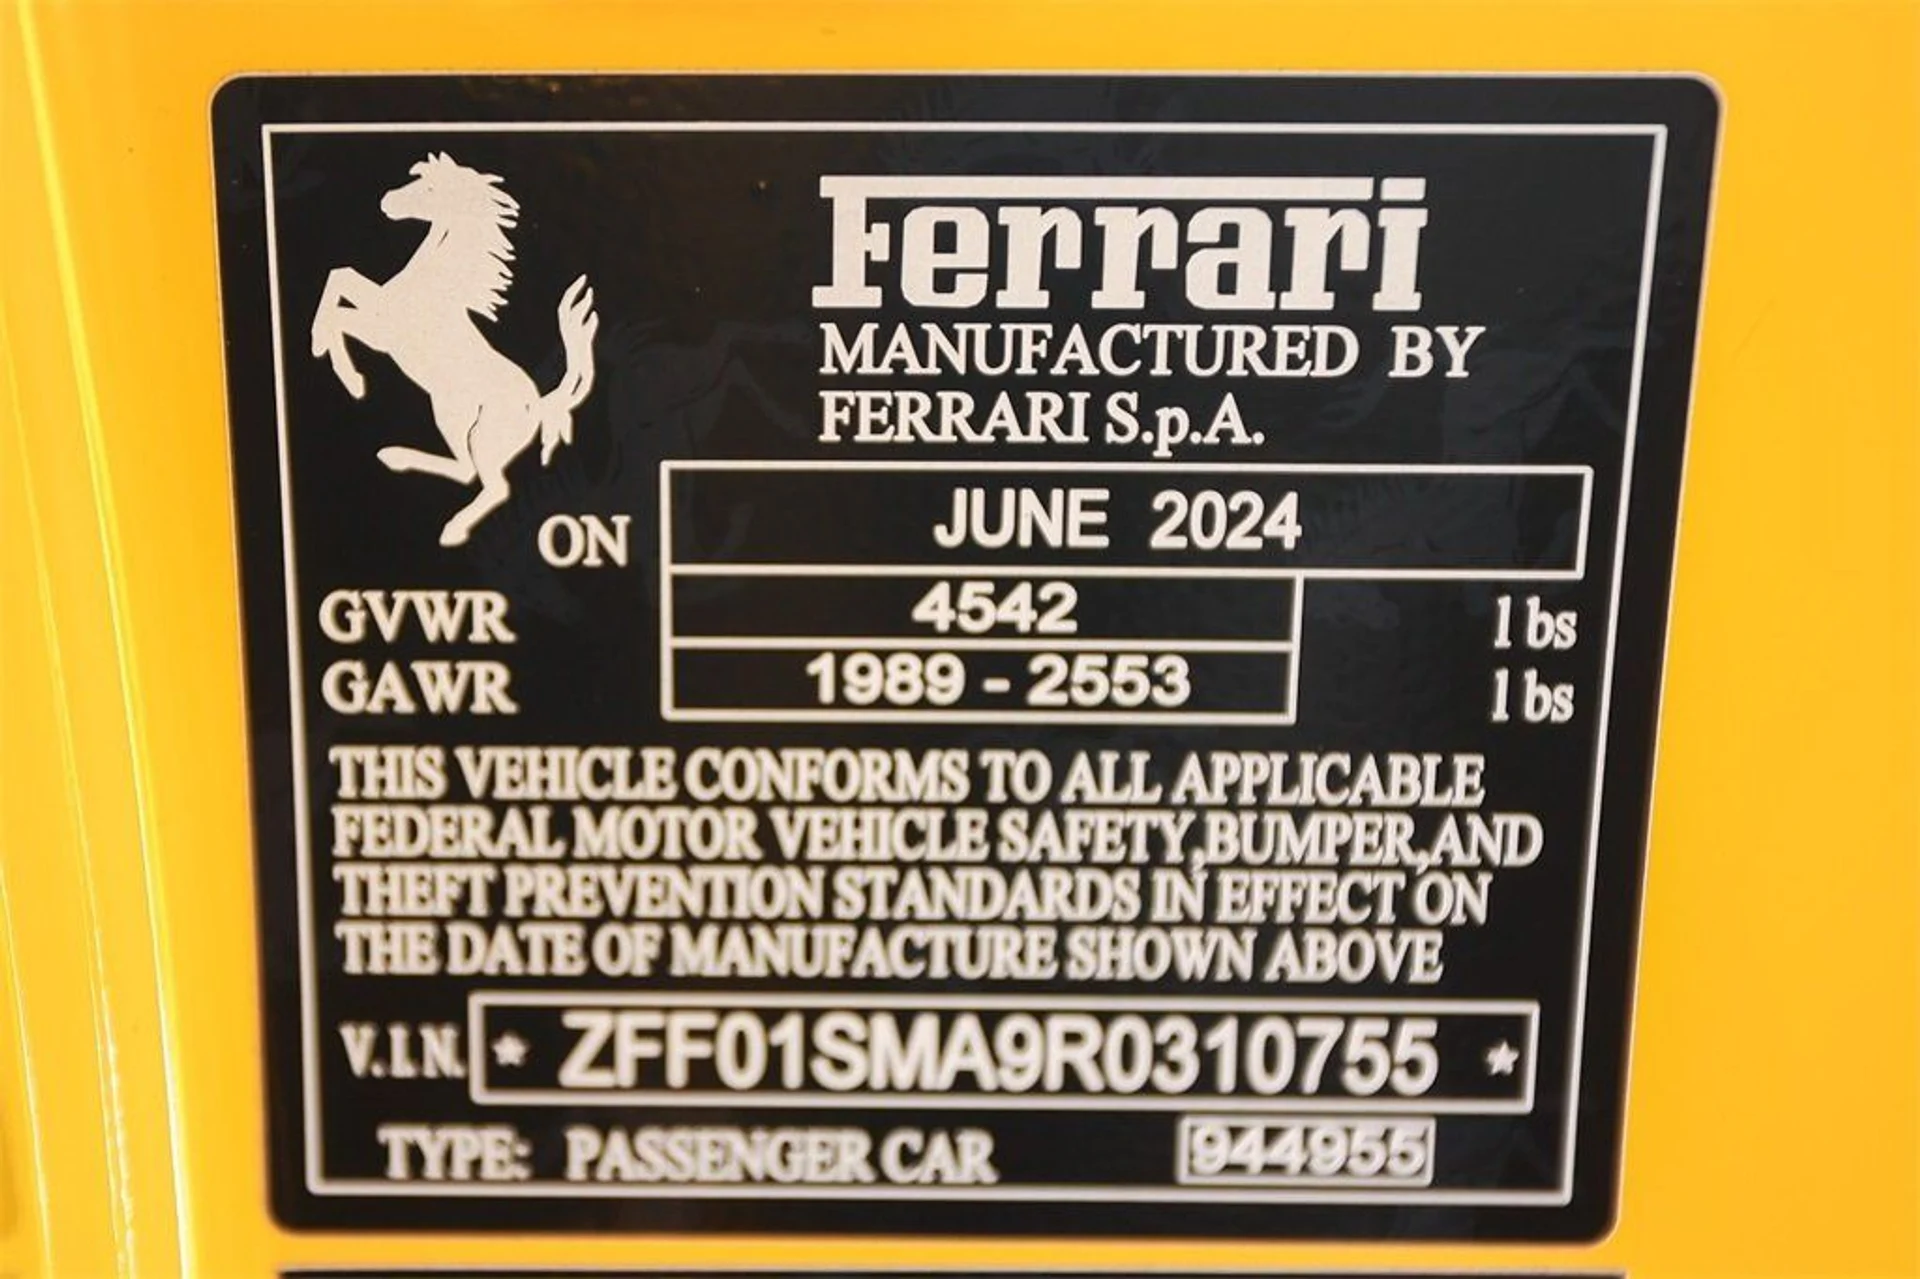 Ferrari
MANUFACTURED BY
FERRARI S.p.A.
ON JUNE 2024
GVWR 4542 lbs
GAWR 1989 - 2553 lbs
THIS VEHICLE CONFORMS TO ALL APPLICABLE
FEDERAL MOTOR VEHICLE SAFETY,BUMPER,AND
THEFT PREVENTION STANDARDS IN EFFECT ON
THE DATE OF MANUFACTURE SHOWN ABOVE
V.I.N. * ZFF01SMA9R0310755 *
TYPE: PASSENGER CAR 944955